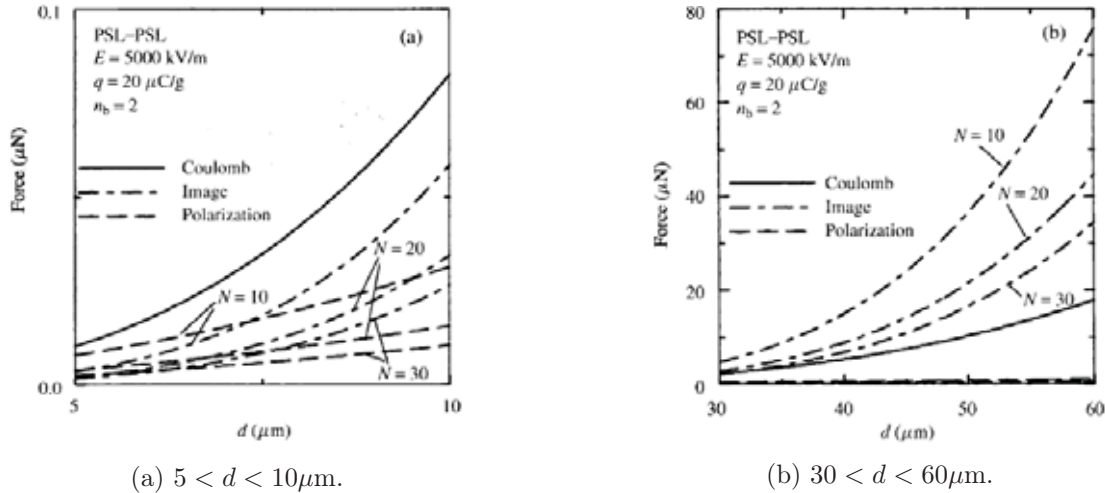 0.1
PSL–PSL
(a)
E = 5000 kV/m
q = 20 μC/g
n_b = 2
Coulomb
Image
Polarization
N = 20
N = 10
N = 30
Force (μN)
0.0
5
10
d (μm)
(a) 5 < d < 10μm.
80
PSL–PSL
(b)
E = 5000 kV/m
q = 20 μC/g
n_b = 2
60
N = 10
Coulomb
N = 20
Image
Polarization
40
Force (μN)
20
N = 30
0
30
40
50
60
d (μm)
(b) 30 < d < 60μm.